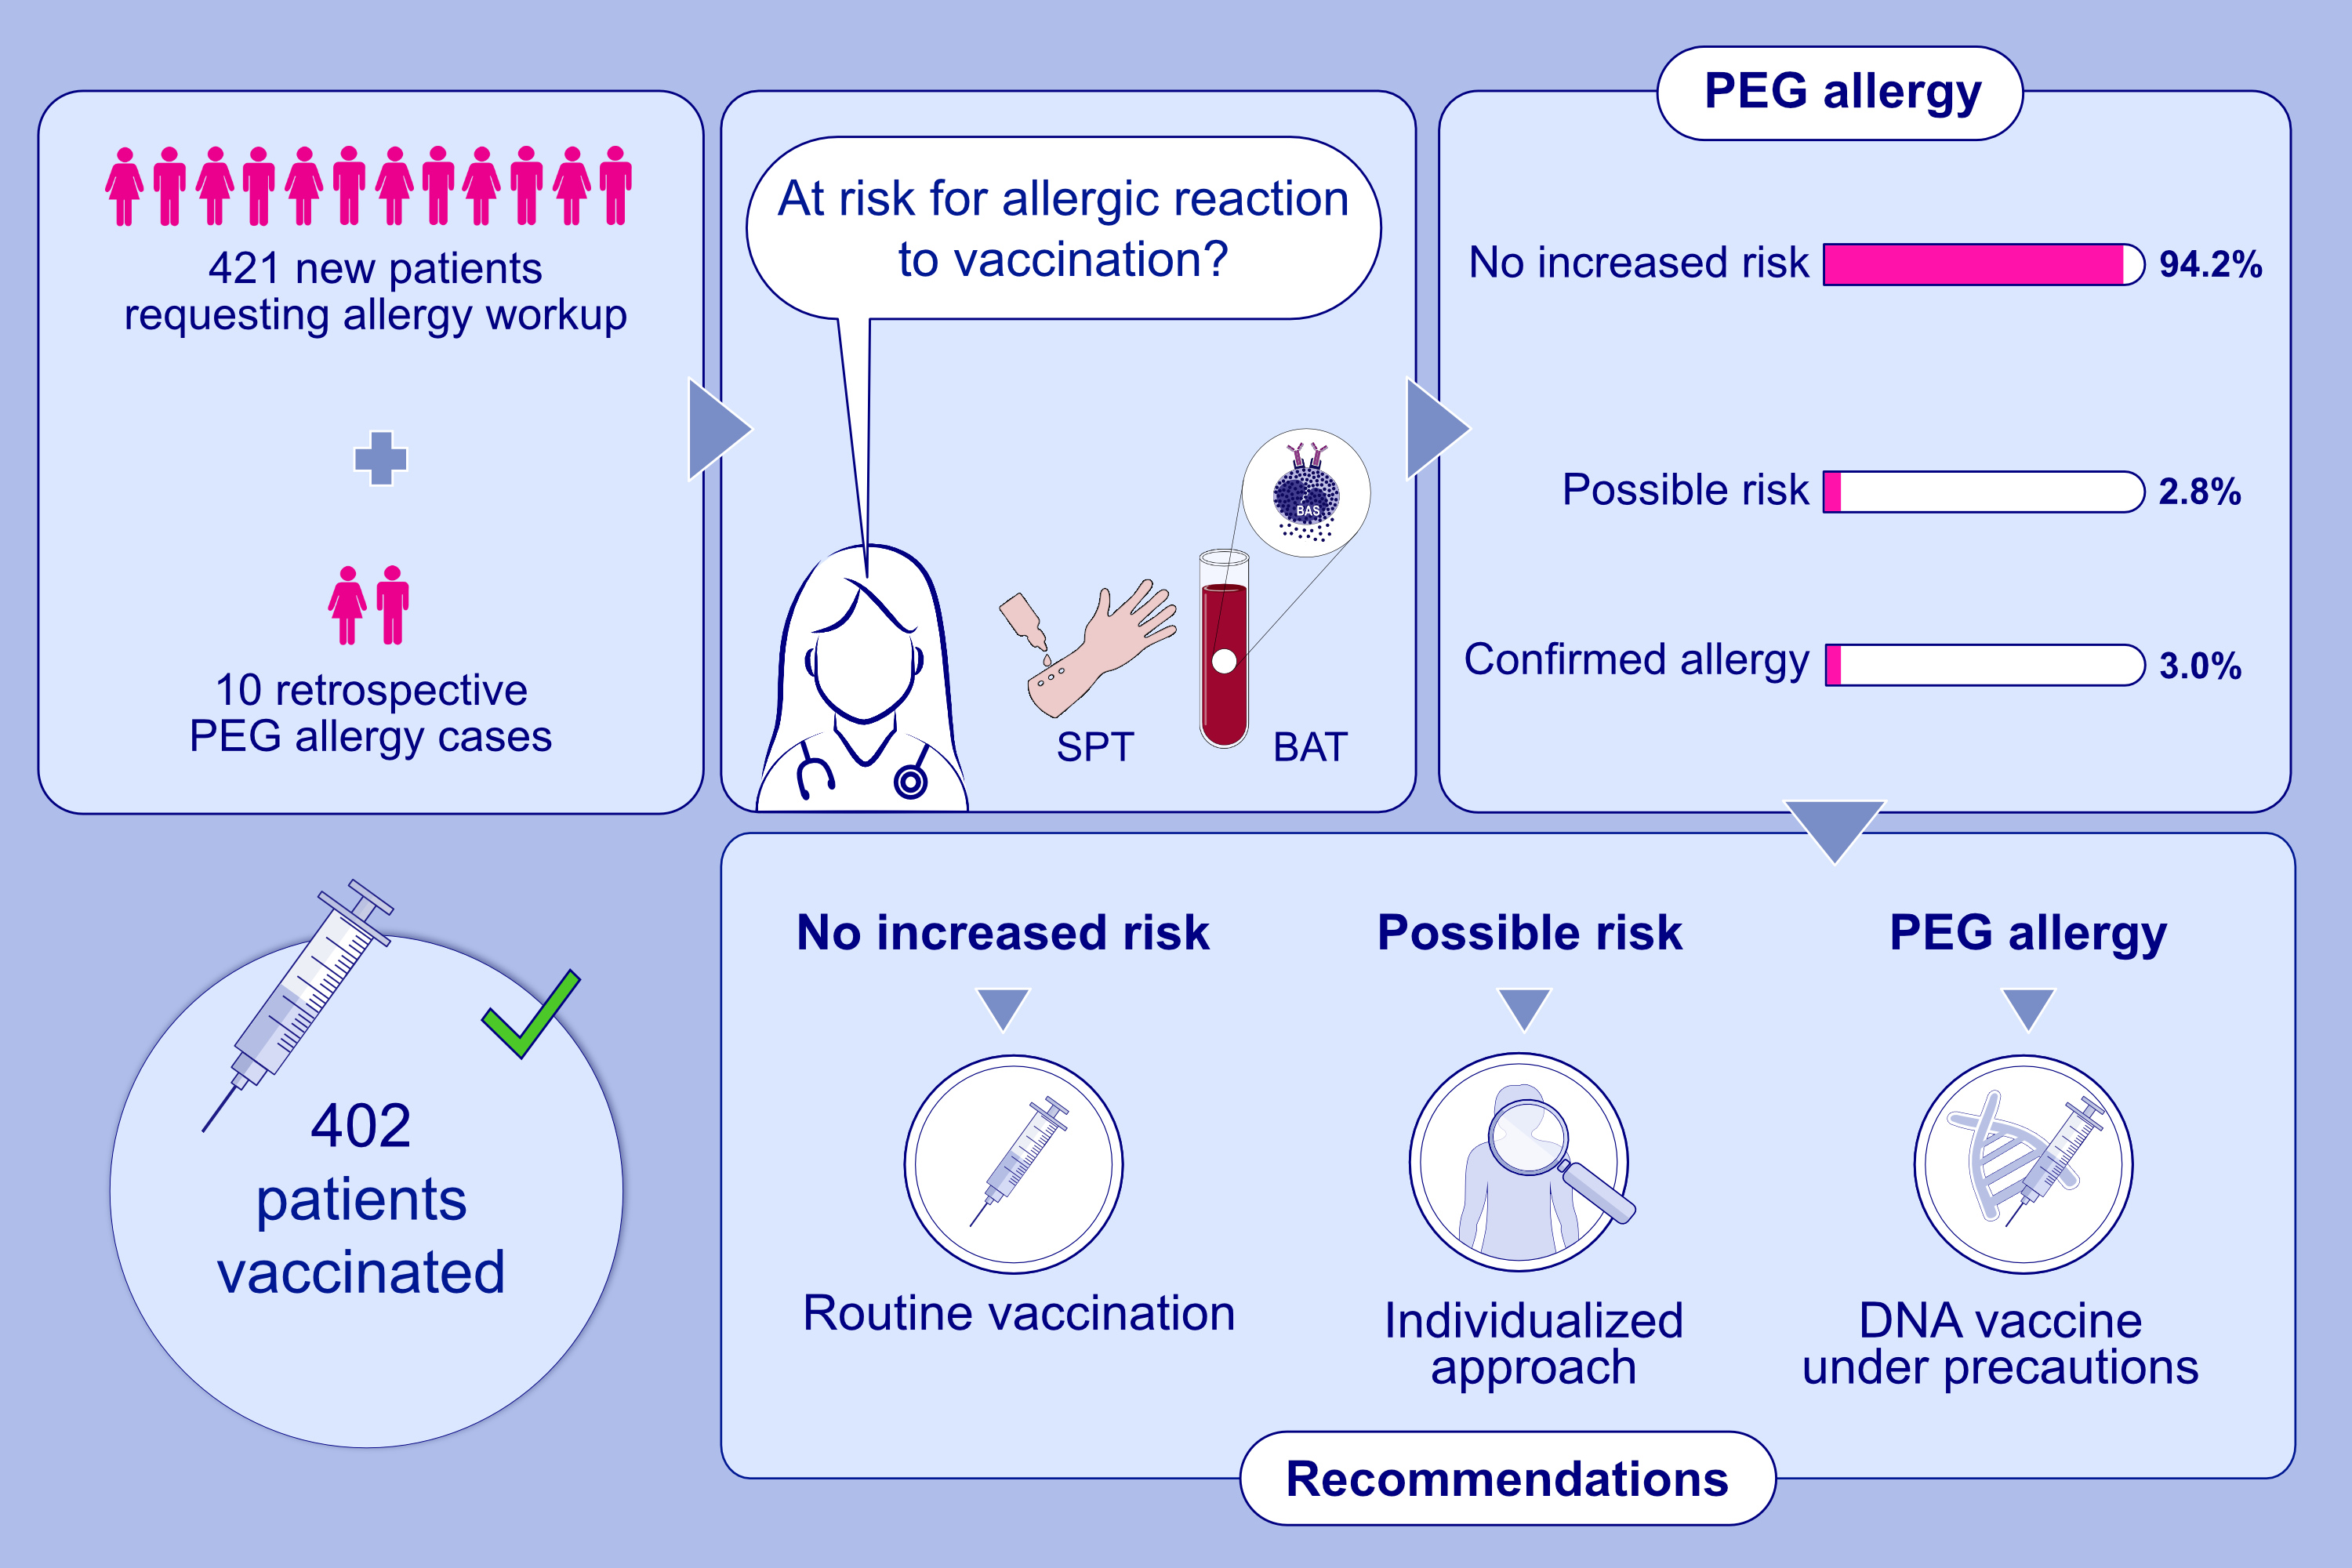 421 new patients
requesting allergy workup
10 retrospective
PEG allergy cases
At risk for allergic reaction
to vaccination?
BAS
SPT
BAT
PEG allergy
No increased risk 94.2%
Possible risk 2.8%
Confirmed allergy 3.0%
402
patients
vaccinated
No increased risk
Routine vaccination
Possible risk
Individualized
approach
PEG allergy
DNA vaccine
under precautions
Recommendations